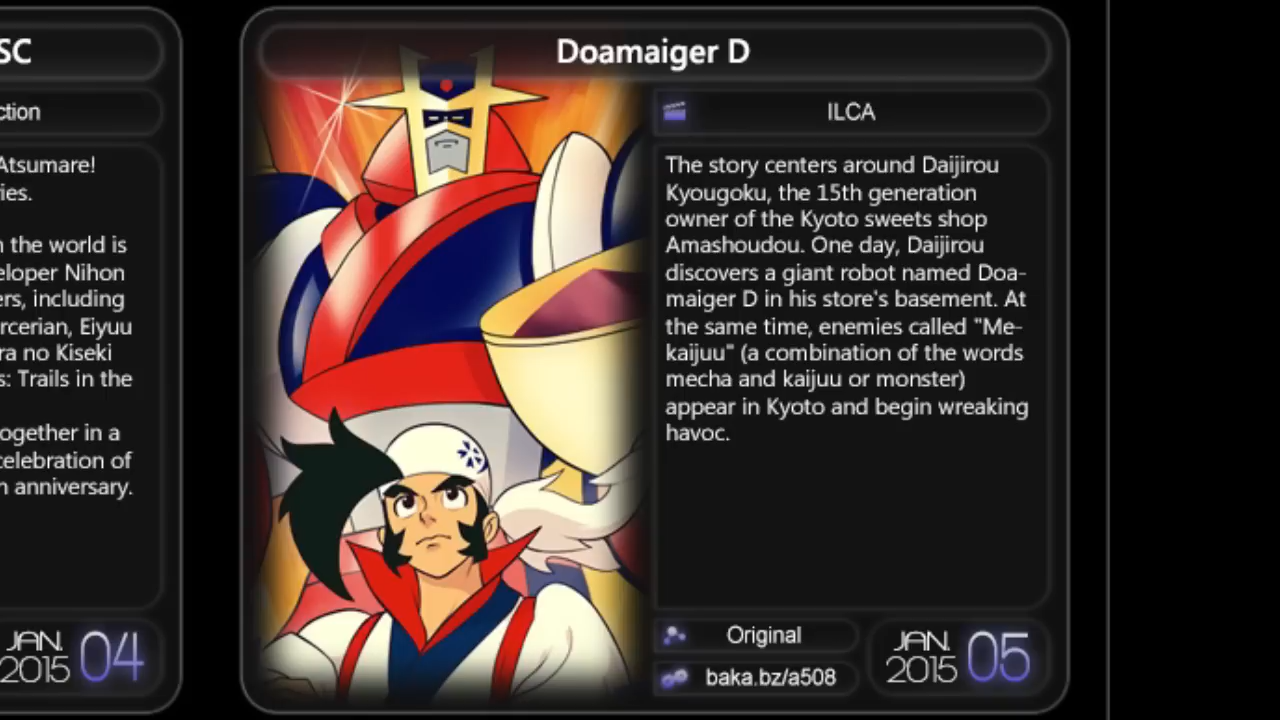 SC
ction
Atsumare!
ies.
n the world is
eloper Nihon
ers, including
rcerian, Eiyuu
ra no Kiseki
s: Trails in the
ogether in a
celebration of
n anniversary.
JAN.
2015 04
Doamaiger D
ILCA
The story centers around Daijirou
Kyougoku, the 15th generation
owner of the Kyoto sweets shop
Amashoudou. One day, Daijirou
discovers a giant robot named Doa-
maiger D in his store's basement. At
the same time, enemies called "Me-
kaijuu" (a combination of the words
mecha and kaijuu or monster)
appear in Kyoto and begin wreaking
havoc.
Original
baka.bz/a508
JAN.
2015 05